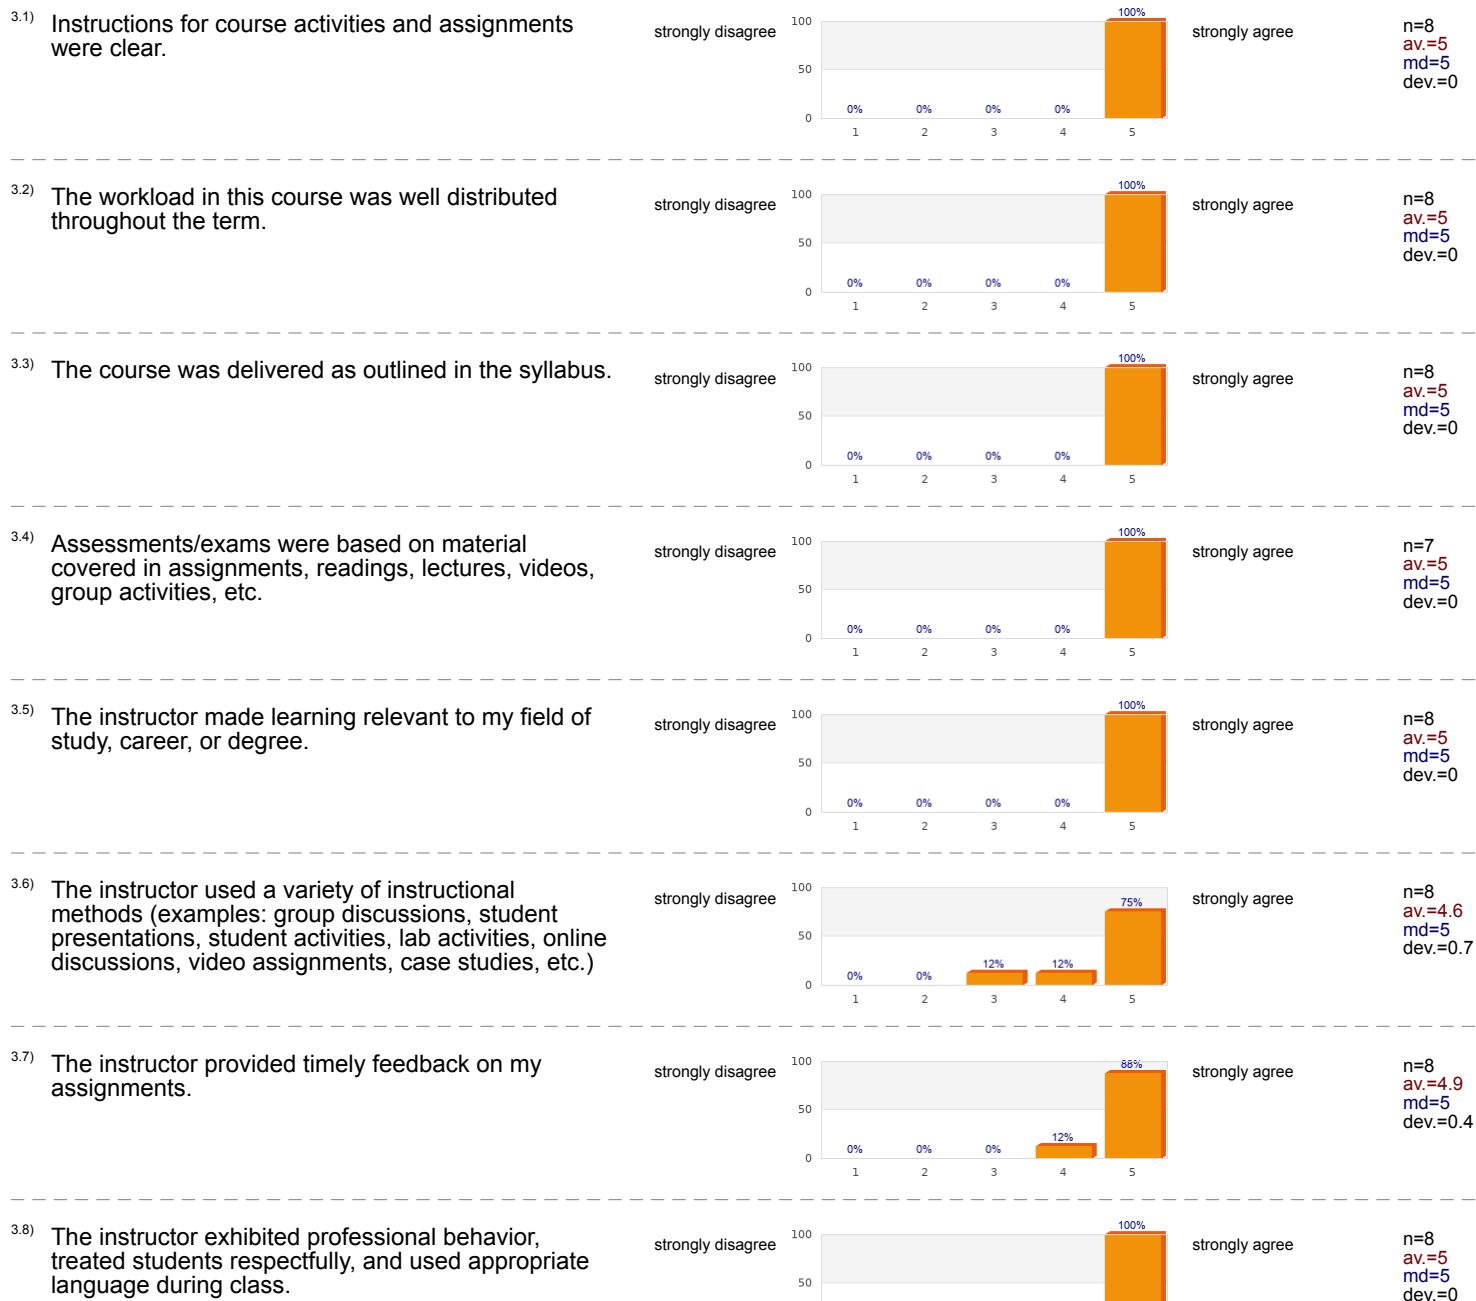 3.1) Instructions for course activities and assignments
were clear.
strongly disagree
100
50
0
0% 0% 0% 0% 100%
1 2 3 4 5
strongly agree
n=8
av.=5
md=5
dev.=0
3.2) The workload in this course was well distributed
throughout the term.
strongly disagree
100
50
0
0% 0% 0% 0% 100%
1 2 3 4 5
strongly agree
n=8
av.=5
md=5
dev.=0
3.3) The course was delivered as outlined in the syllabus.
strongly disagree
100
50
0
0% 0% 0% 0% 100%
1 2 3 4 5
strongly agree
n=8
av.=5
md=5
dev.=0
3.4) Assessments/exams were based on material
covered in assignments, readings, lectures, videos,
group activities, etc.
strongly disagree
100
50
0
0% 0% 0% 0% 100%
1 2 3 4 5
strongly agree
n=7
av.=5
md=5
dev.=0
3.5) The instructor made learning relevant to my field of
study, career, or degree.
strongly disagree
100
50
0
0% 0% 0% 0% 100%
1 2 3 4 5
strongly agree
n=8
av.=5
md=5
dev.=0
3.6) The instructor used a variety of instructional
methods (examples: group discussions, student
presentations, student activities, lab activities, online
discussions, video assignments, case studies, etc.)
strongly disagree
100
50
0
0% 0% 12% 12% 75%
1 2 3 4 5
strongly agree
n=8
av.=4.6
md=5
dev.=0.7
3.7) The instructor provided timely feedback on my
assignments.
strongly disagree
100
50
0
0% 0% 0% 12% 88%
1 2 3 4 5
strongly agree
n=8
av.=4.9
md=5
dev.=0.4
3.8) The instructor exhibited professional behavior,
treated students respectfully, and used appropriate
language during class.
strongly disagree
100
50
100%
strongly agree
n=8
av.=5
md=5
dev.=0